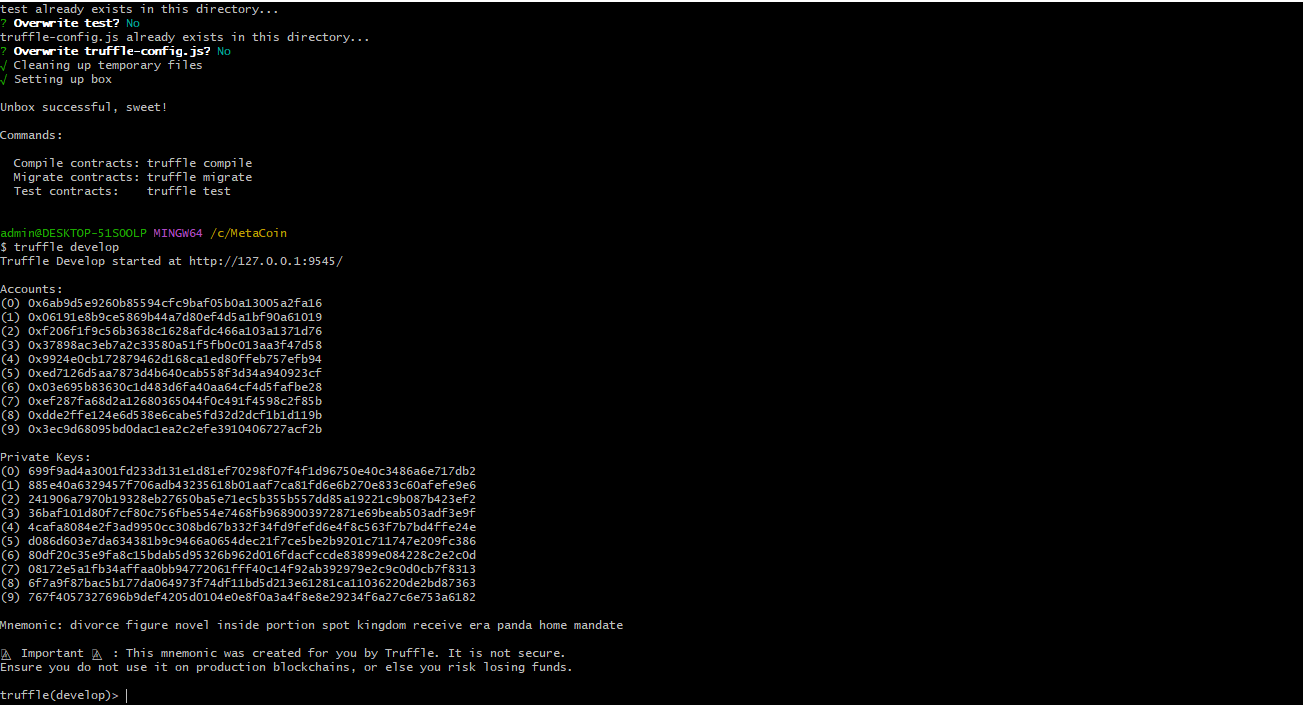 test already exists in this directory...
? Overwrite test? No
truffle-config.js already exists in this directory...
? Overwrite truffle-config.js? No
√ Cleaning up temporary files
√ Setting up box
Unbox successful, sweet!
Commands:
Compile contracts: truffle compile
Migrate contracts: truffle migrate
Test contracts: truffle test
admin@DESKTOP-51SOOLP MINGW64 /c/MetaCoin
$ truffle develop
Truffle Develop started at http://127.0.0.1:9545/
Accounts:
(0) 0x6ab9d5e9260b85594cfc9baf05b0a13005a2fa16
(1) 0x06191e8b9ce5869b44a7d80ef4d5a1bf90a61019
(2) 0xf206f1f9c56b3638c1628afdc466a103a1371d76
(3) 0x37898ac3eb7a2c33580a51f5fb0c013aa3f47d58
(4) 0x9924e0cb172879462d168ca1ed80ffeb757efb94
(5) 0xed7126d5aa7873d4b640cab558f3d34a940923cf
(6) 0x03e695b83630c1d483d6fa40aa64cf4d5fafbe28
(7) 0xef287fa68d2a12680365044f0c491f4598c2f85b
(8) 0xdde2ffe124e6d538e6cabe5fd32d2dcf1b1d119b
(9) 0x3ec9d68095bd0dac1ea2c2efe3910406727acf2b
Private Keys:
(0) 699f9ad4a3001fd233d131e1d81ef70298f07f4f1d96750e40c3486a6e717db2
(1) 885e40a6329457f706adb43235618b01aaf7ca81fd6e6b270e833c60afefe9e6
(2) 241906a7970b19328eb27650ba5e71ec5b355b557dd85a19221c9b087b423ef2
(3) 36baf101d80f7cf80c756fbe554e7468fb9689003972871e69beab503adf3e9f
(4) 4cafa8084e2f3ad9950cc308bd67b332f34fd9fefd6e4f8c563f7b7bd4ffe24e
(5) d086d603e7da634381b9c9466a0654dec21f7ce5be2b9201c711747e209fc386
(6) 80df20c35e9fa8c15bdab5d95326b962d016fdacfccde83899e084228c2e2c0d
(7) 08172e5a1fb34affaa0bb94772061fff40c14f92ab392979e2c9c0d0cb7f8313
(8) 6f7a9f87bac5b177da064973f74df11bd5d213e61281ca11036220de2bd87363
(9) 767f4057327696b9def4205d0104e0e8f0a3a4f8e8e29234f6a27c6e753a6182
Mnemonic: divorce figure novel inside portion spot kingdom receive era panda home mandate
⚠ Important ⚠ : This mnemonic was created for you by Truffle. It is not secure.
Ensure you do not use it on production blockchains, or else you risk losing funds.
truffle(develop)>